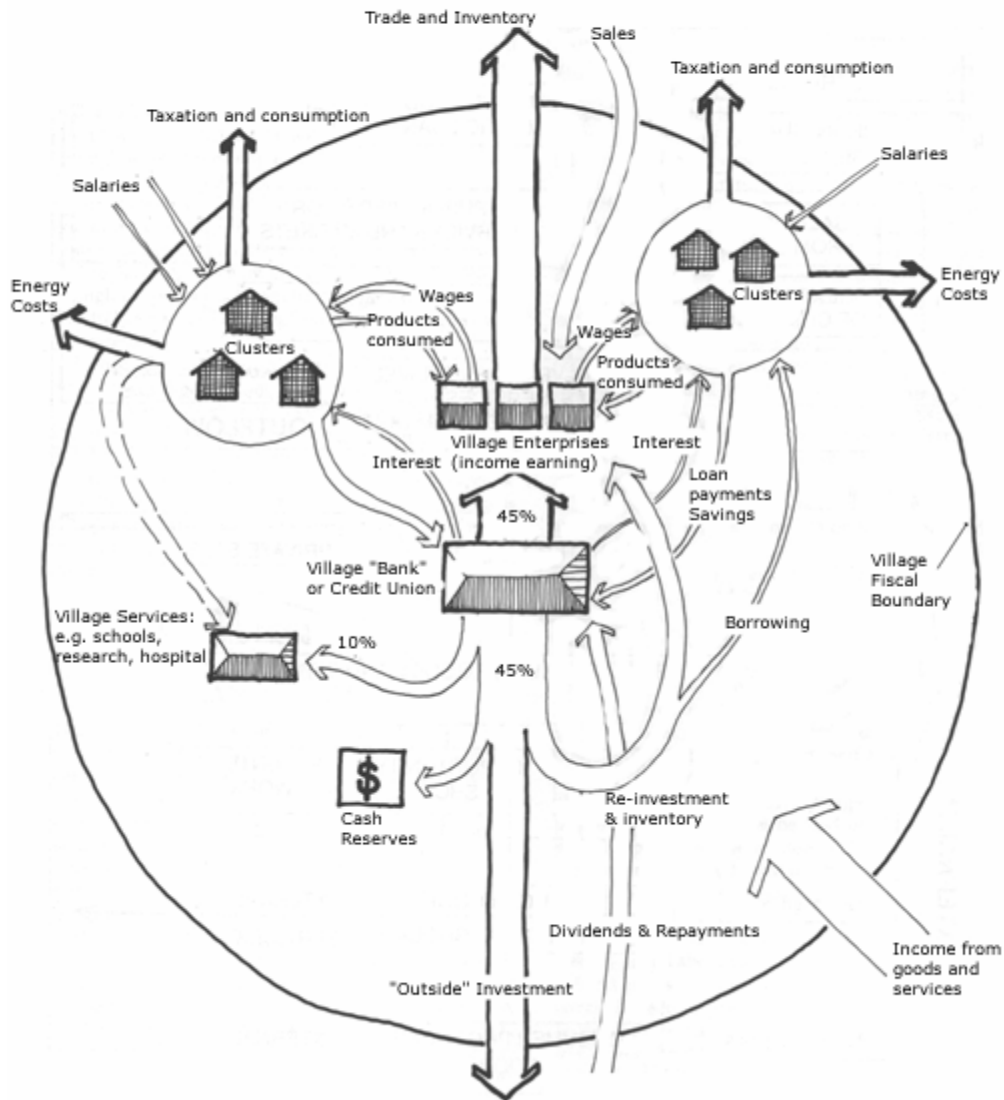 Trade and Inventory
Sales
Taxation and consumption
Taxation and consumption
Salaries
Salaries
Energy
Costs
Energy
Costs
Wages
Products
consumed
Clusters
Clusters
Wages
Products
consumed
Village Enterprises
(income earning)
Interest
Interest
Loan
payments
Savings
45%
Village "Bank"
or Credit Union
Village
Fiscal
Boundary
Village Services:
e.g. schools,
research, hospital
10%
45%
Borrowing
$
Cash
Reserves
Re-investment
& inventory
Dividends & Repayments
Income from
goods and
services
"Outside" Investment